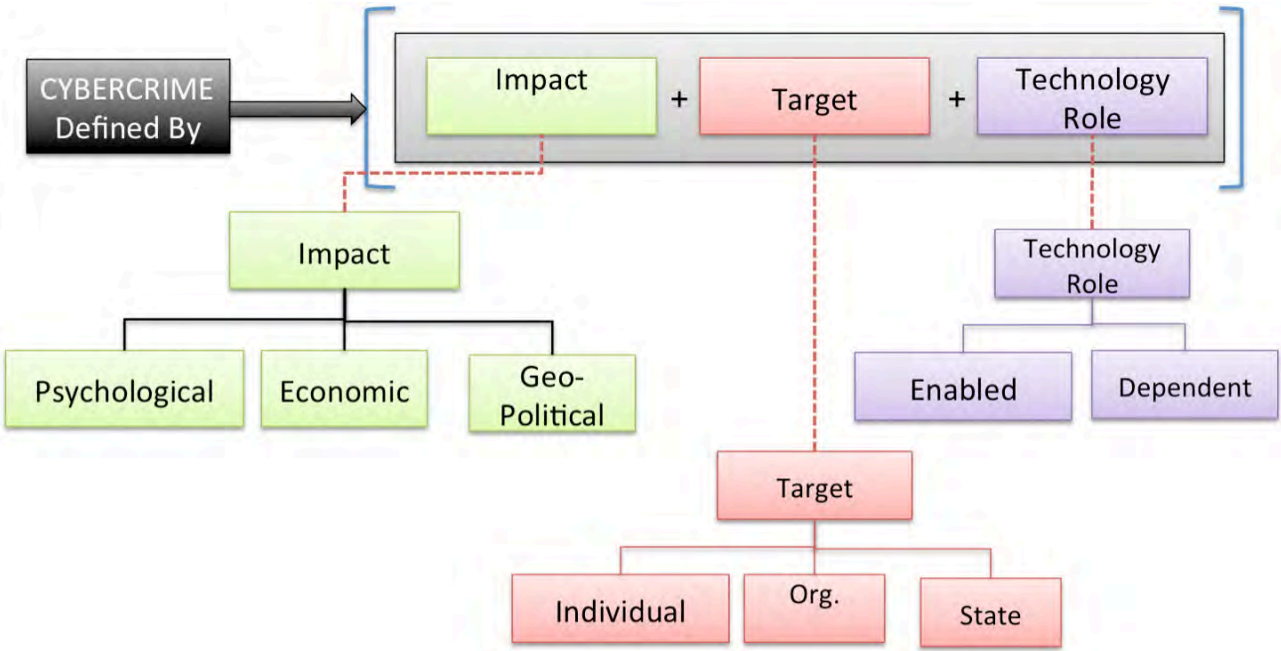 CYBERCRIME
Defined By
Impact
+
Target
+
Technology
Role
Impact
Psychological
Economic
Geo-
Political
Technology
Role
Enabled
Dependent
Target
Individual
Org.
State